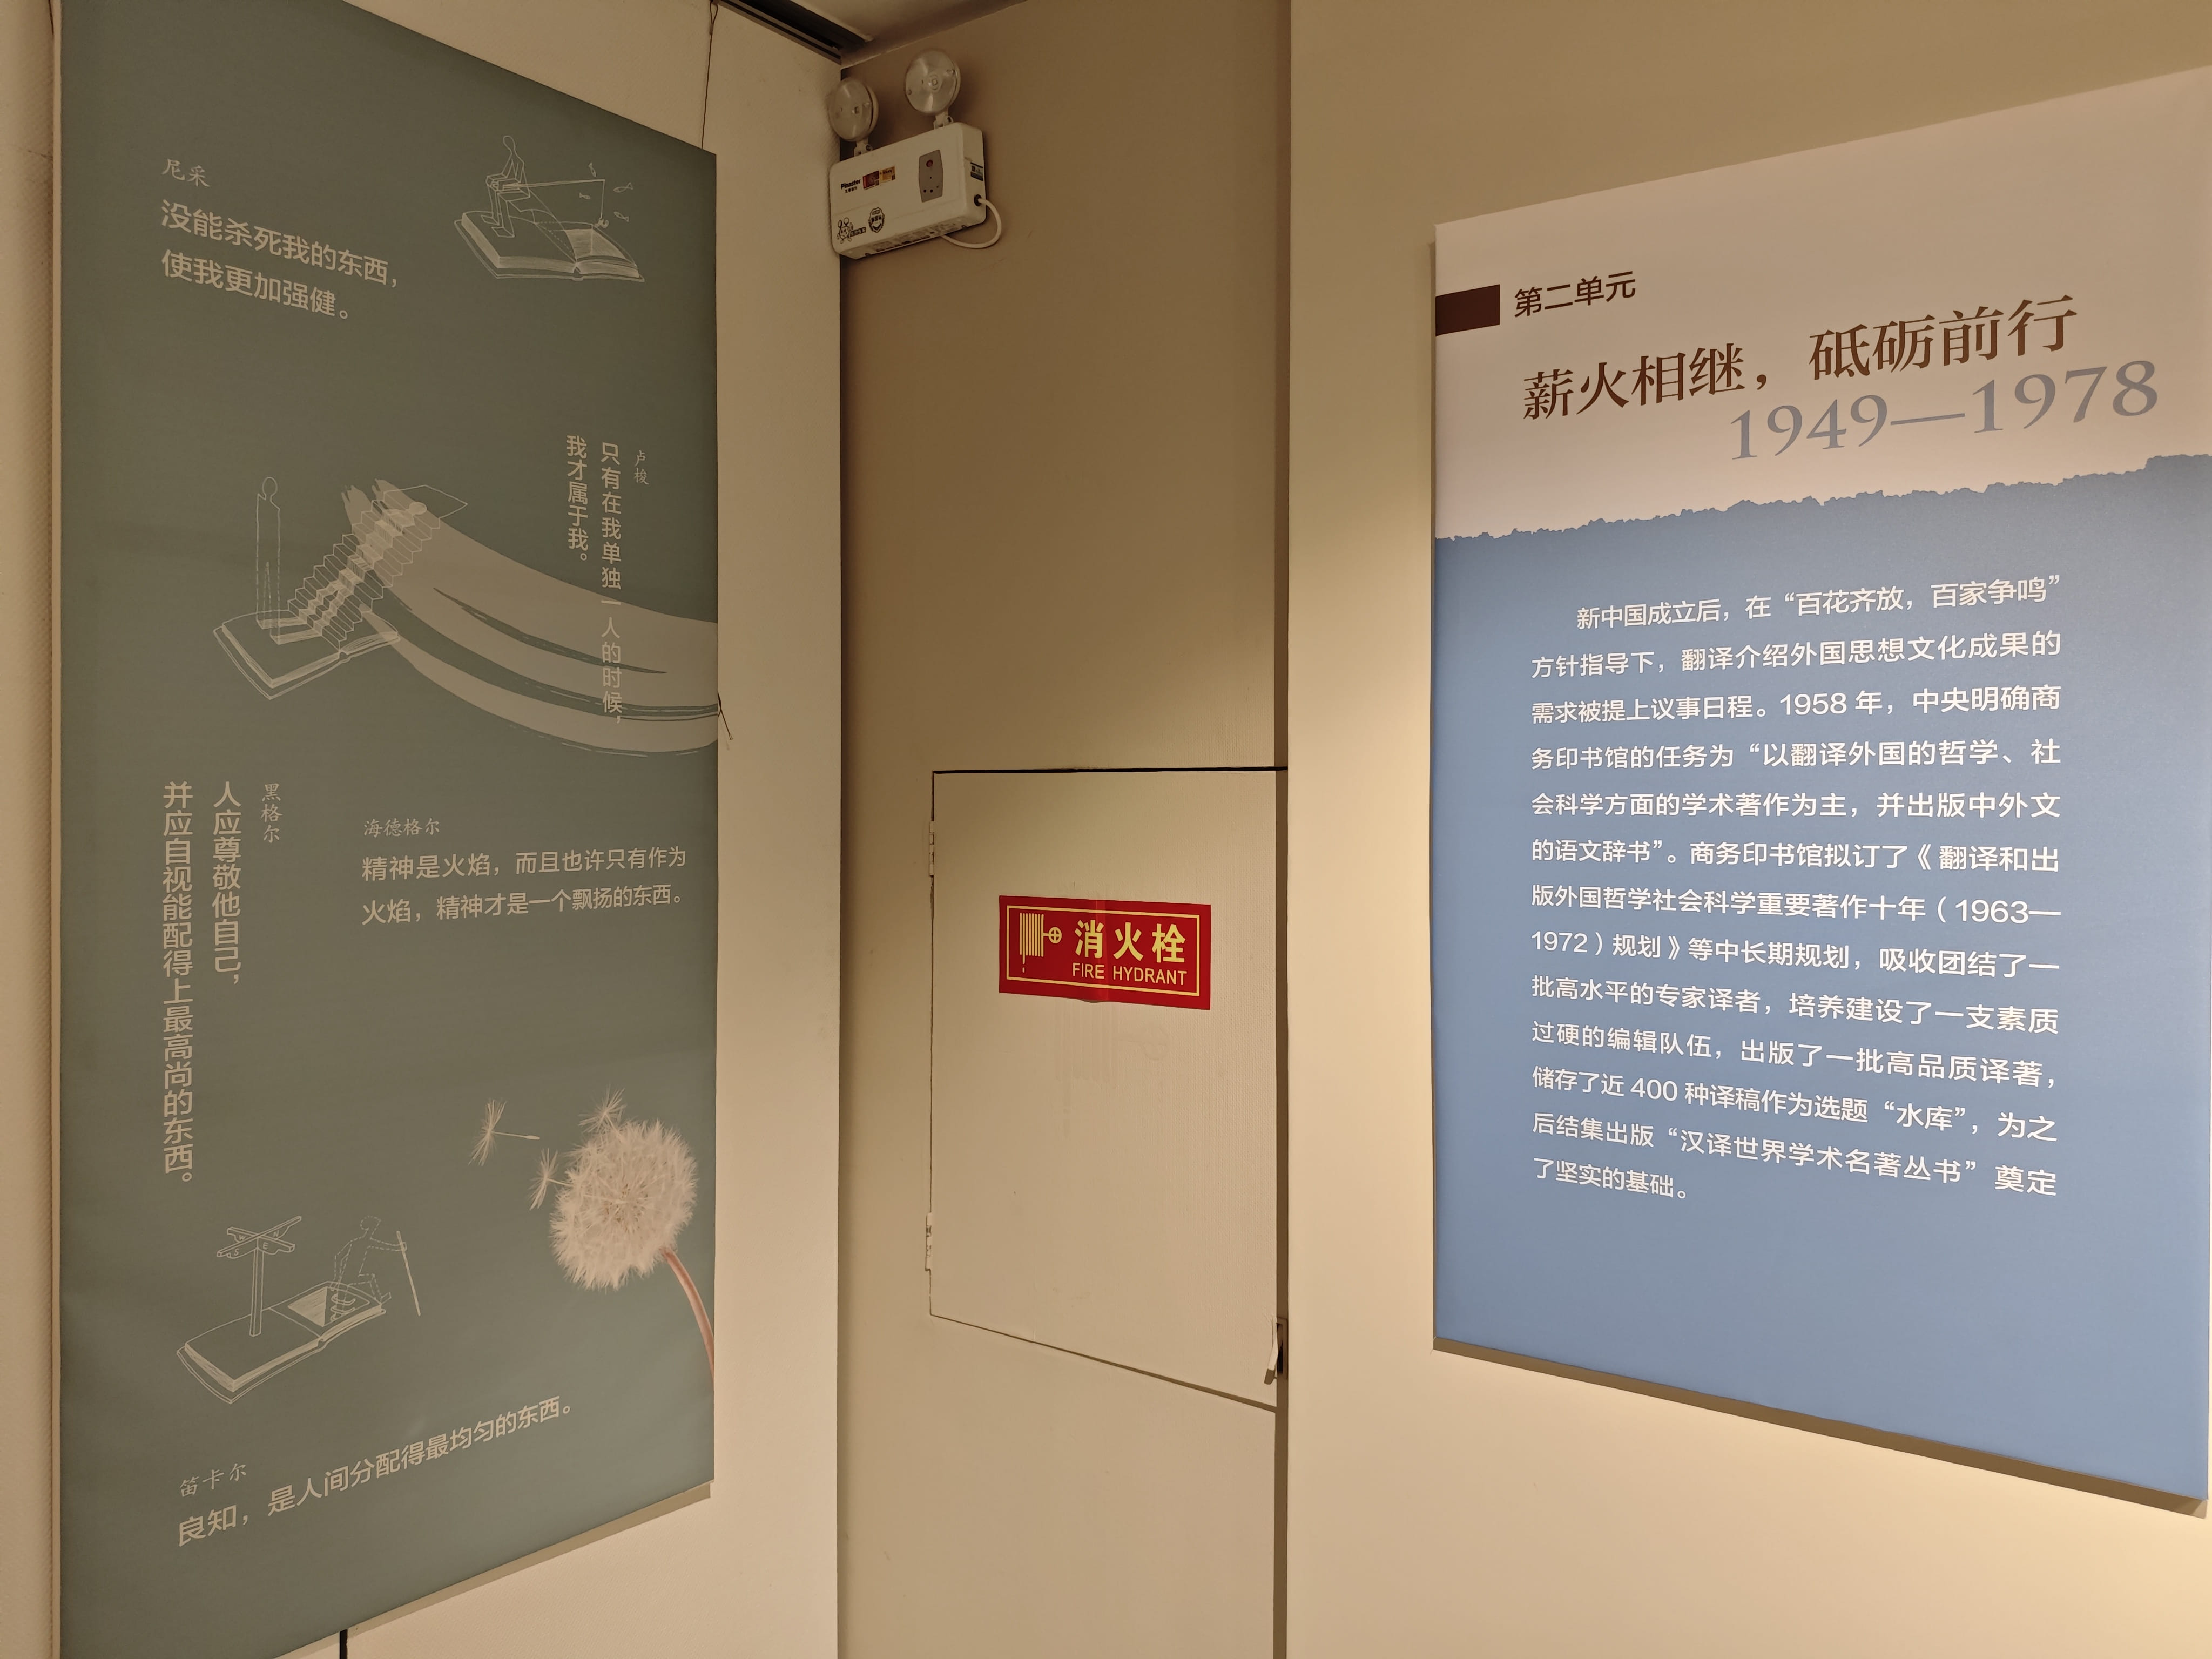 尼采
没能杀死我的东西，
使我更加强健。
卢梭
只有在我单独一人的时候，
我才属于我。
黑格尔
人应尊敬他自己，
并应自视能配得上最高尚的东西。
海德格尔
精神是火焰，而且也许只有作为
火焰，精神才是一个飘扬的东西。
笛卡尔
良知，是人间分配得最均匀的东西。
消火栓
FIRE HYDRANT
第二单元
薪火相继，砥砺前行
1949—1978
新中国成立后，在“百花齐放，百家争鸣”
方针指导下，翻译介绍外国思想文化成果的
需求被提上议事日程。1958 年，中央明确商
务印书馆的任务为“以翻译外国的哲学、社
会科学方面的学术著作为主，并出版中外文
的语文辞书”。商务印书馆拟订了《翻译和出
版外国哲学社会科学重要著作十年（1963—
1972）规划》等中长期规划，吸收团结了一
批高水平的专家译者，培养建设了一支素质
过硬的编辑队伍，出版了一批高品质译著，
储存了近 400 种译稿作为选题“水库”，为之
后结集出版“汉译世界学术名著丛书”奠定
了坚实的基础。